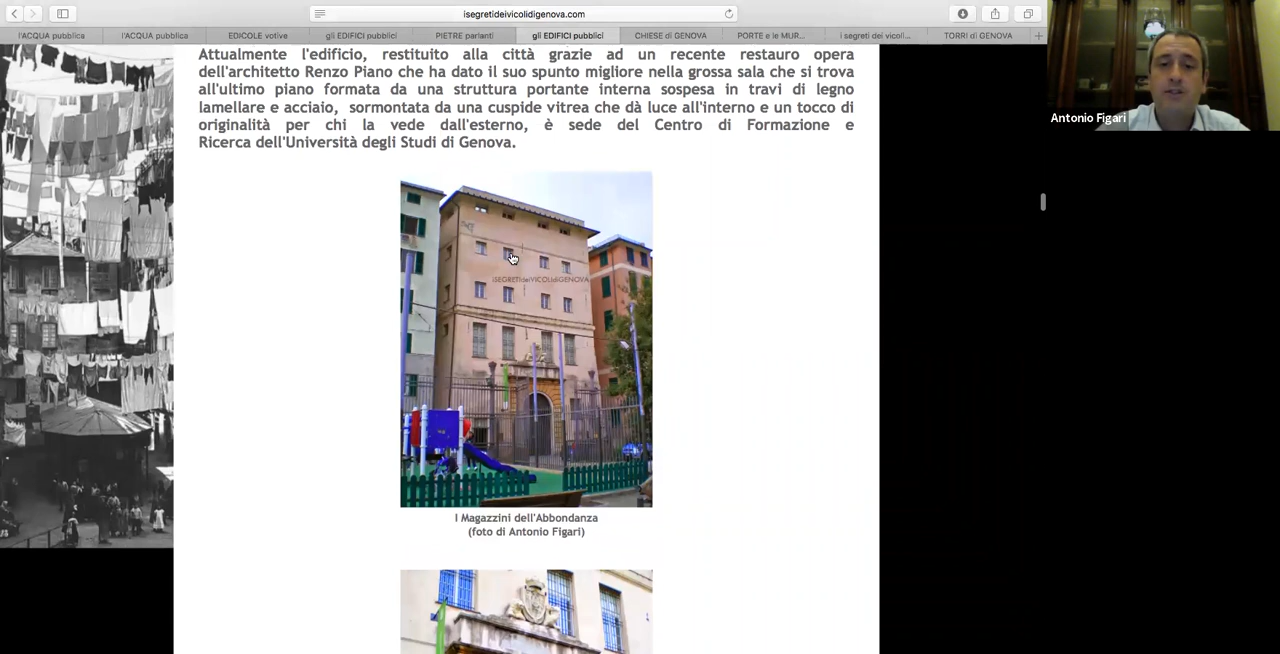 isegretideivicolidigenova.com
l'ACQUA pubblica
l'ACQUA pubblica
EDICOLE votive
gli EDIFICI pubblici
PIETRE parlanti
gli EDIFICI pubblici
CHIESE di GENOVA
PORTE e le MUR...
i segreti dei vicoli...
TORRI di GENOVA
Attualmente l'edificio, restituito alla città grazie ad un recente restauro opera
dell'architetto Renzo Piano che ha dato il suo spunto migliore nella grossa sala che si trova
all'ultimo piano formata da una struttura portante interna sospesa in travi di legno
lamellare e acciaio, sormontata da una cuspide vitrea che dà luce all'interno e un tocco di
originalità per chi la vede dall'esterno, è sede del Centro di Formazione e
Ricerca dell'Università degli Studi di Genova.
iSEGRETIdeiVICOLIdiGENOVA
I Magazzini dell'Abbondanza
(foto di Antonio Figari)
Antonio Figari